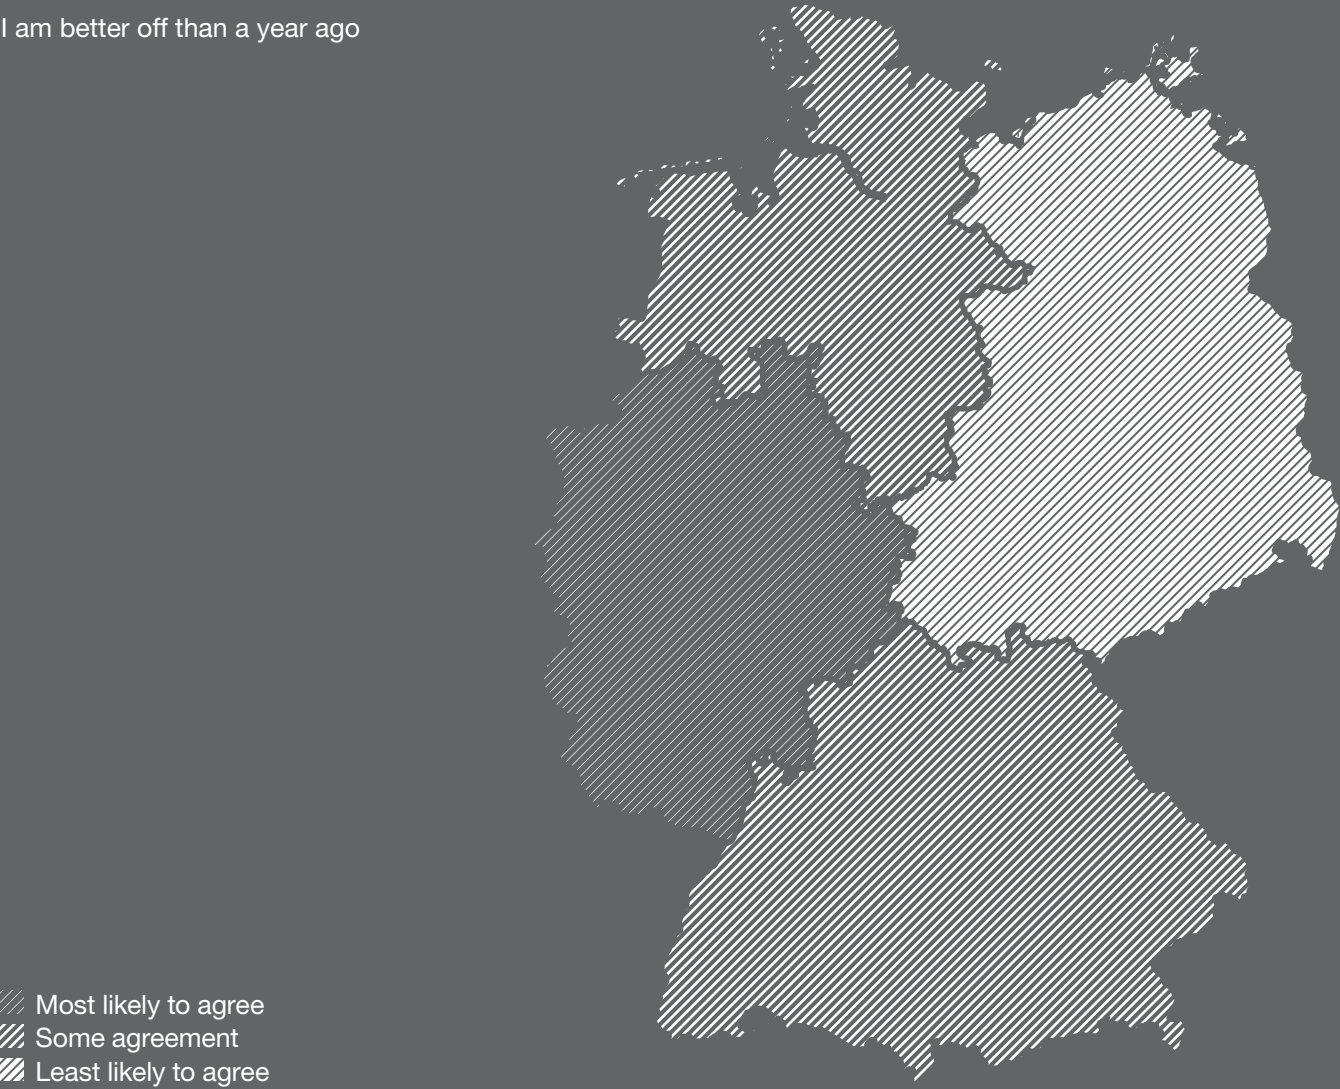 I am better off than a year ago
Most likely to agree
Some agreement
Least likely to agree